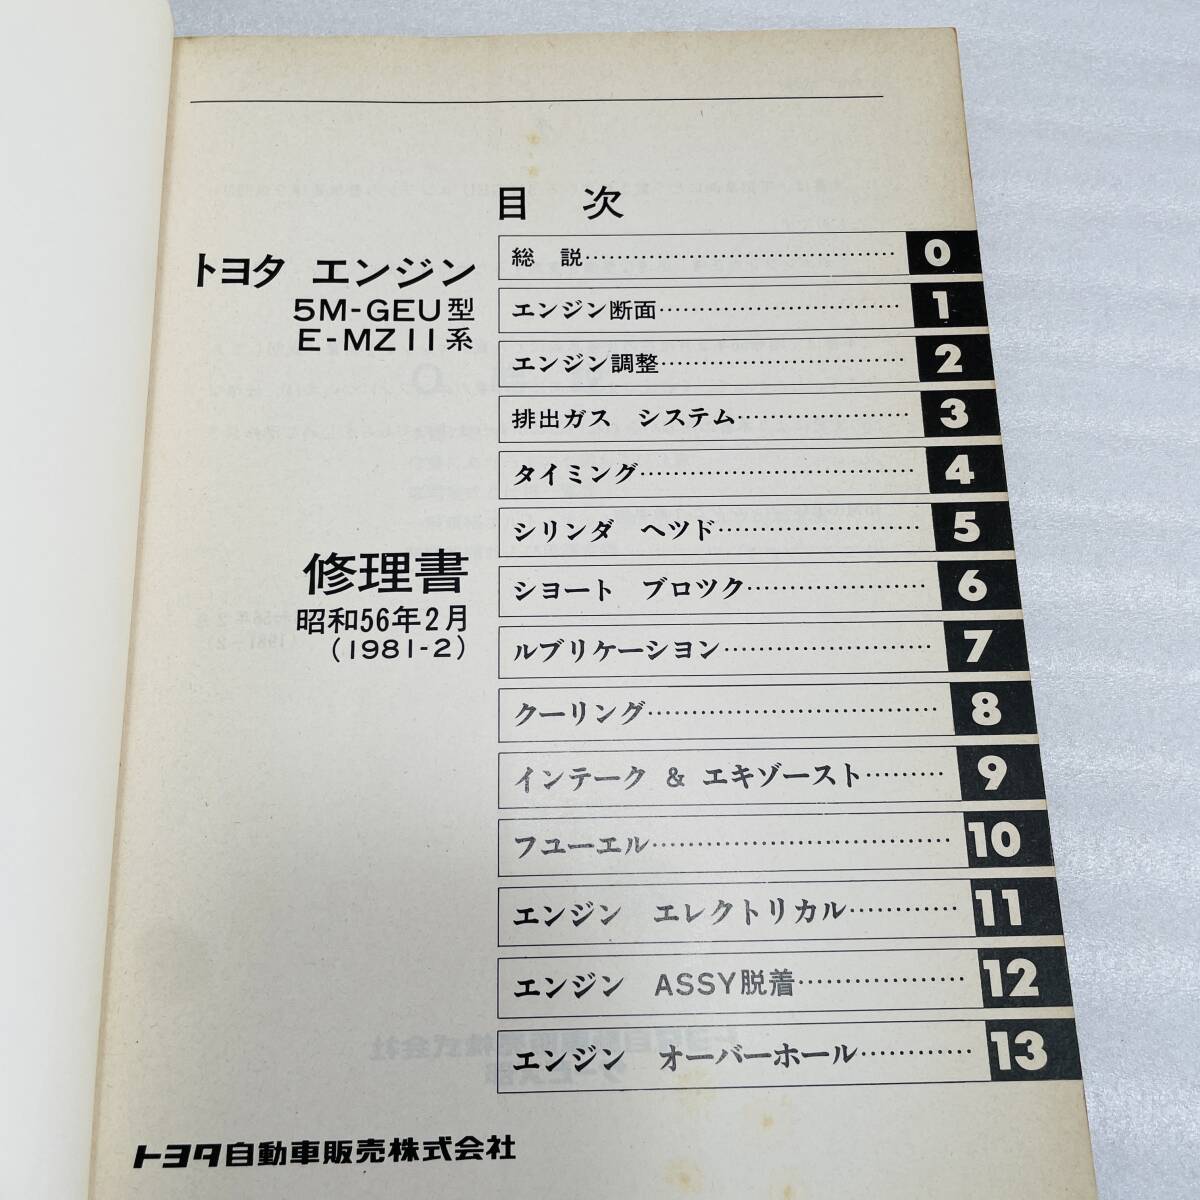 目 次
トヨタ エンジン
5M-GEU型
E-MZ11系
修理書
昭和56年2月
(1981-2)
総 説…………………………………… 0
エンジン断面………………………… 1
エンジン調整………………………… 2
排出ガス システム………………… 3
タイミング…………………………… 4
シリンダ ヘツド…………………… 5
シヨート ブロツク………………… 6
ルブリケーシヨン…………………… 7
クーリング…………………………… 8
インテーク & エキゾースト……… 9
フユーエル…………………………… 10
エンジン エレクトリカル………… 11
エンジン ASSY脱着……………… 12
エンジン オーバーホール………… 13
トヨタ自動車販売株式会社